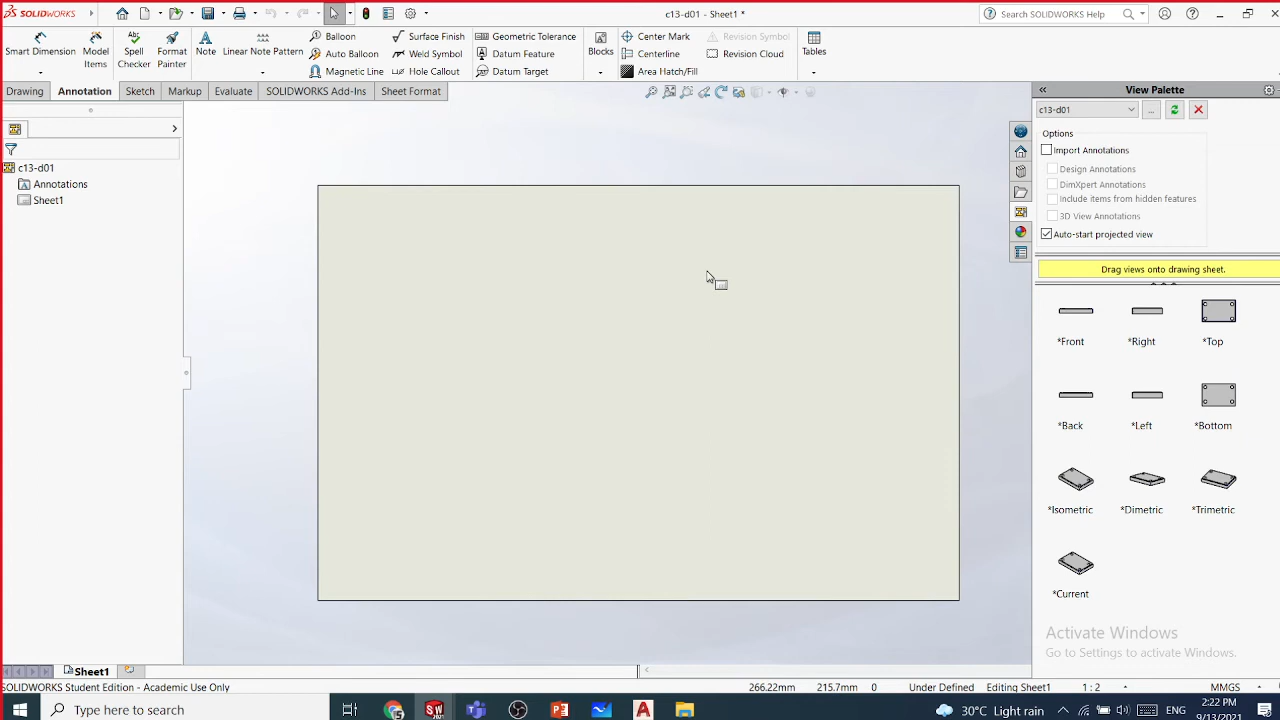 SOLIDWORKS
c13-d01 - Sheet1 *
Search SOLIDWORKS Help
Smart Dimension
Model Items
Spell Checker
Format Painter
Note
Linear Note Pattern
Balloon
Auto Balloon
Magnetic Line
Surface Finish
Weld Symbol
Hole Callout
Geometric Tolerance
Datum Feature
Datum Target
Blocks
Center Mark
Centerline
Area Hatch/Fill
Revision Symbol
Revision Cloud
Tables
Drawing
Annotation
Sketch
Markup
Evaluate
SOLIDWORKS Add-Ins
Sheet Format
View Palette
c13-d01
...
Options
Import Annotations
Design Annotations
DimXpert Annotations
Include items from hidden features
3D View Annotations
Auto-start projected view
Drag views onto drawing sheet.
*Front
*Right
*Top
*Back
*Left
*Bottom
*Isometric
*Dimetric
*Trimetric
*Current
c13-d01
Annotations
Sheet1
Activate Windows
Go to Settings to activate Windows.
Sheet1
SOLIDWORKS Student Edition - Academic Use Only
266.22mm
215.7mm
0
Under Defined
Editing Sheet1
1 : 2
MMGS
Type here to search
30°C Light rain
ENG
2:22 PM
9/13/2021